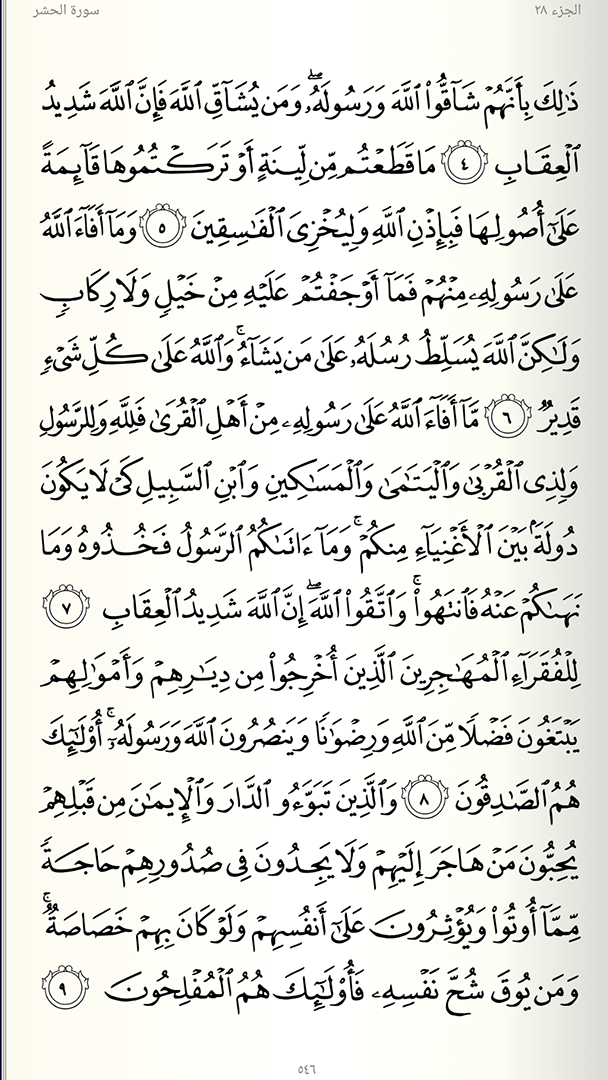 الجزء ٢٨
سورة الحشر
ذَٰلِكَ بِأَنَّهُمْ شَآقُّوا۟ ٱللَّهَ وَرَسُولَهُۥ ۖ وَمَن يُشَآقِّ ٱللَّهَ فَإِنَّ ٱللَّهَ شَدِيدُ
ٱلْعِقَابِ ٤ مَا قَطَعْتُم مِّن لِّينَةٍ أَوْ تَرَكْتُمُوهَا قَآئِمَةً
عَلَىٰٓ أُصُولِهَا فَبِإِذْنِ ٱللَّهِ وَلِيُخْزِىَ ٱلْفَـٰسِقِينَ ٥ وَمَآ أَفَآءَ ٱللَّهُ
عَلَىٰ رَسُولِهِۦ مِنْهُمْ فَمَآ أَوْجَفْتُمْ عَلَيْهِ مِنْ خَيْلٍ وَلَا رِكَابٍ
وَلَـٰكِنَّ ٱللَّهَ يُسَلِّطُ رُسُلَهُۥ عَلَىٰ مَن يَشَآءُ ۚ وَٱللَّهُ عَلَىٰ كُلِّ شَىْءٍ
قَدِيرٌ ٦ مَّآ أَفَآءَ ٱللَّهُ عَلَىٰ رَسُولِهِۦ مِنْ أَهْلِ ٱلْقُرَىٰ فَلِلَّهِ وَلِلرَّسُولِ
وَلِذِى ٱلْقُرْبَىٰ وَٱلْيَتَـٰمَىٰ وَٱلْمَسَـٰكِينِ وَٱبْنِ ٱلسَّبِيلِ كَىْ لَا يَكُونَ
دُولَةًۢ بَيْنَ ٱلْأَغْنِيَآءِ مِنكُمْ ۚ وَمَآ ءَاتَىٰكُمُ ٱلرَّسُولُ فَخُذُوهُ وَمَا
نَهَىٰكُمْ عَنْهُ فَٱنتَهُوا۟ ۚ وَٱتَّقُوا۟ ٱللَّهَ ۖ إِنَّ ٱللَّهَ شَدِيدُ ٱلْعِقَابِ ٧
لِلْفُقَرَآءِ ٱلْمُهَـٰجِرِينَ ٱلَّذِينَ أُخْرِجُوا۟ مِن دِيَـٰرِهِمْ وَأَمْوَٰلِهِمْ
يَبْتَغُونَ فَضْلًا مِّنَ ٱللَّهِ وَرِضْوَٰنًا وَيَنصُرُونَ ٱللَّهَ وَرَسُولَهُۥٓ ۚ أُو۟لَـٰٓئِكَ
هُمُ ٱلصَّـٰدِقُونَ ٨ وَٱلَّذِينَ تَبَوَّءُو ٱلدَّارَ وَٱلْإِيمَـٰنَ مِن قَبْلِهِمْ
يُحِبُّونَ مَنْ هَاجَرَ إِلَيْهِمْ وَلَا يَجِدُونَ فِى صُدُورِهِمْ حَاجَةً
مِّمَّآ أُوتُوا۟ وَيُؤْثِرُونَ عَلَىٰٓ أَنفُسِهِمْ وَلَوْ كَانَ بِهِمْ خَصَاصَةٌ ۚ
وَمَن يُوقَ شُحَّ نَفْسِهِۦ فَأُو۟لَـٰٓئِكَ هُمُ ٱلْمُفْلِحُونَ ٩
٥٤٦